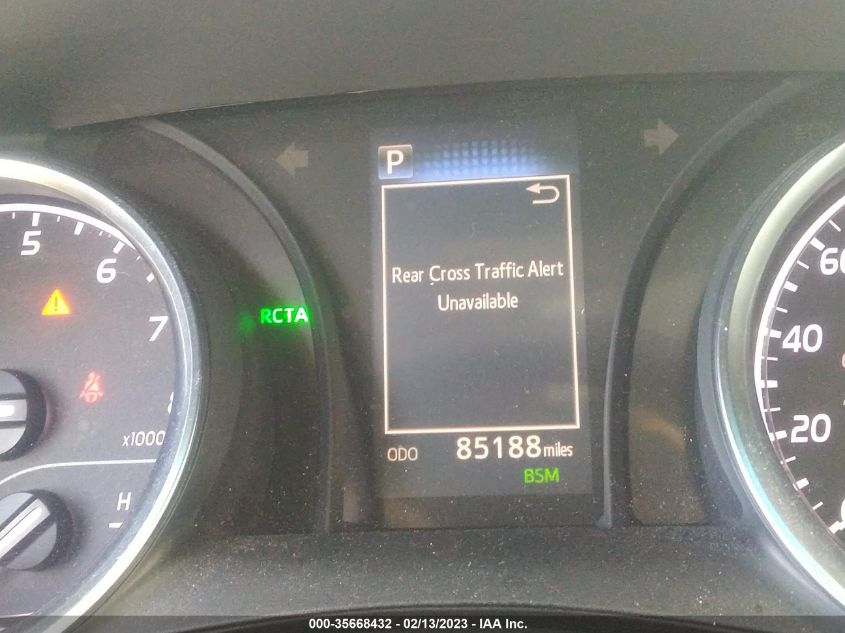 P
Rear Cross Traffic Alert
Unavailable
ODO 85188 miles
BSM
RCTA
5
6
7
8
x1000
H
60
40
20
000-35668432 - 02/13/2023 - IAA Inc.